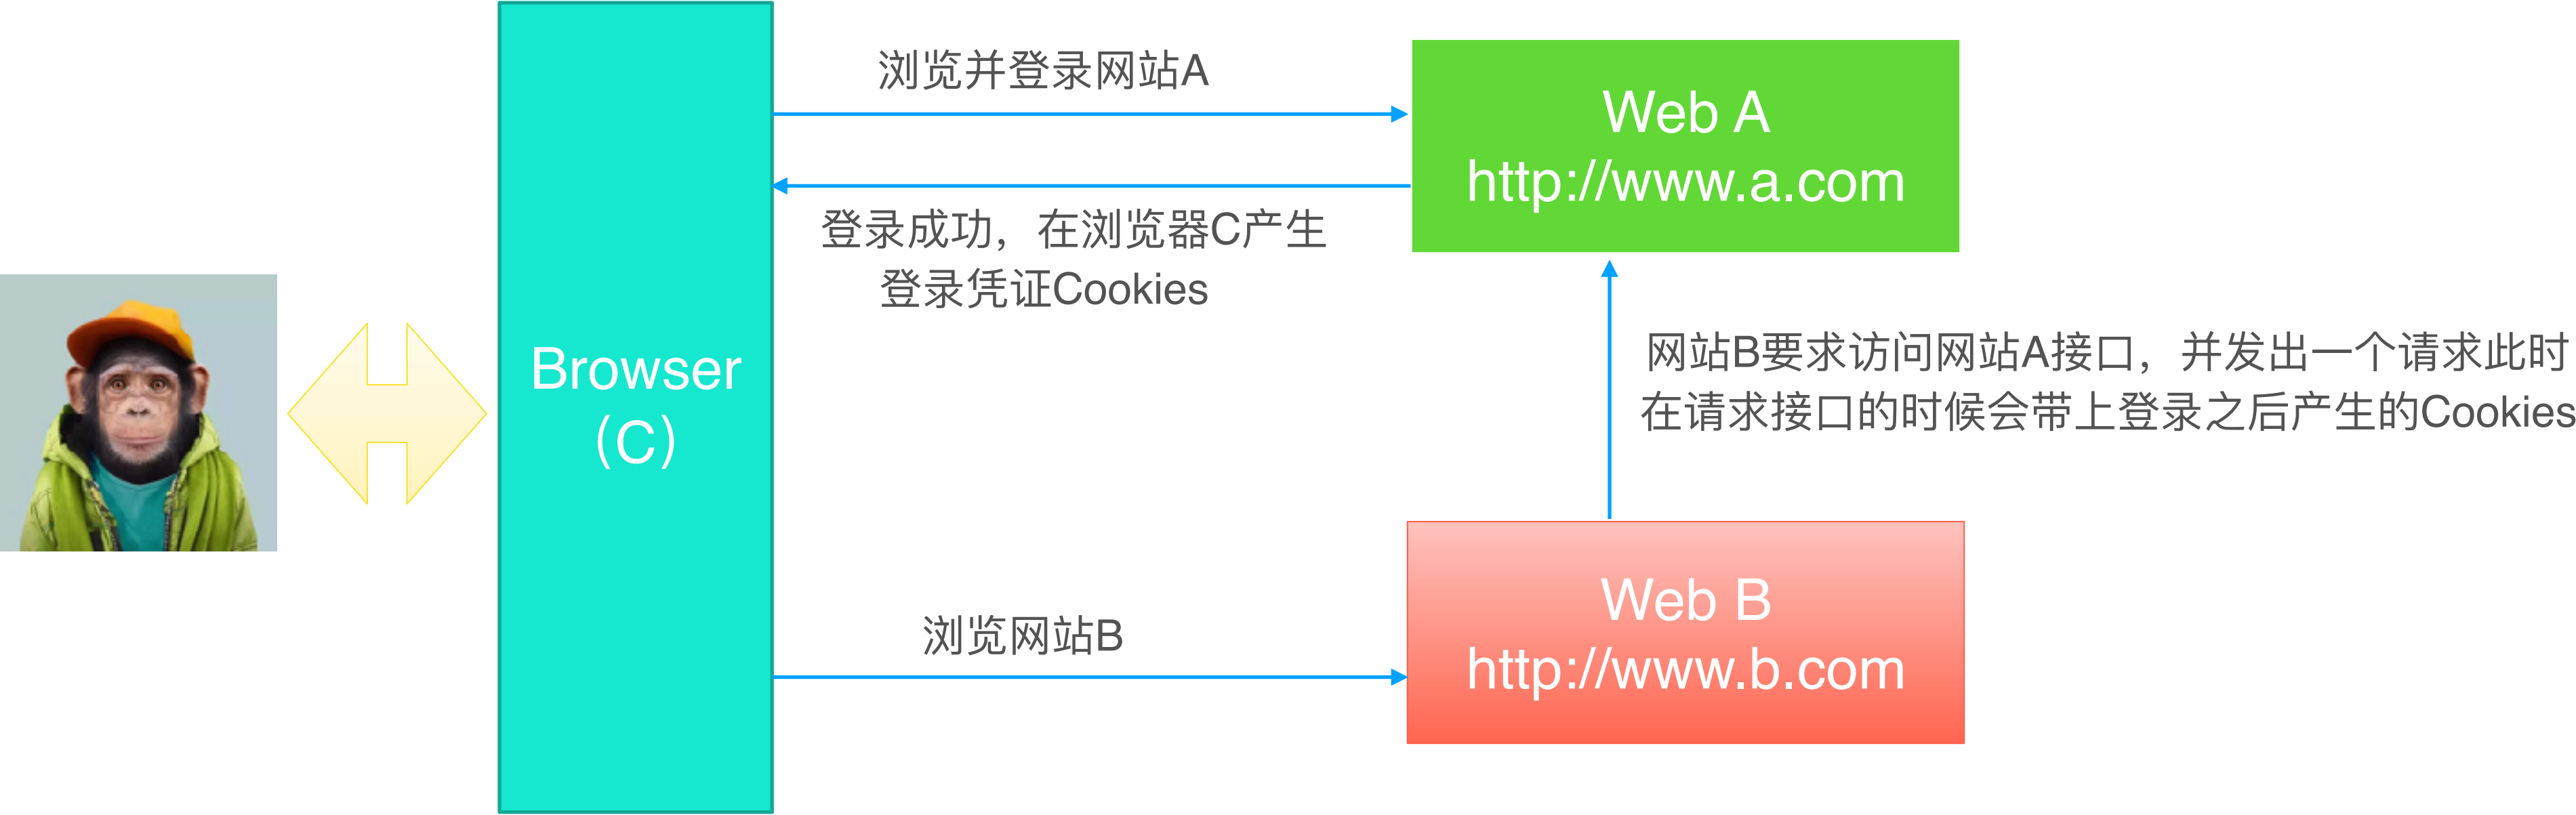 浏览并登录网站A
Web A
http://www.a.com
登录成功，在浏览器C产生
登录凭证Cookies
Browser
（C）
网站B要求访问网站A接口，并发出一个请求此时
在请求接口的时候会带上登录之后产生的Cookies
浏览网站B
Web B
http://www.b.com